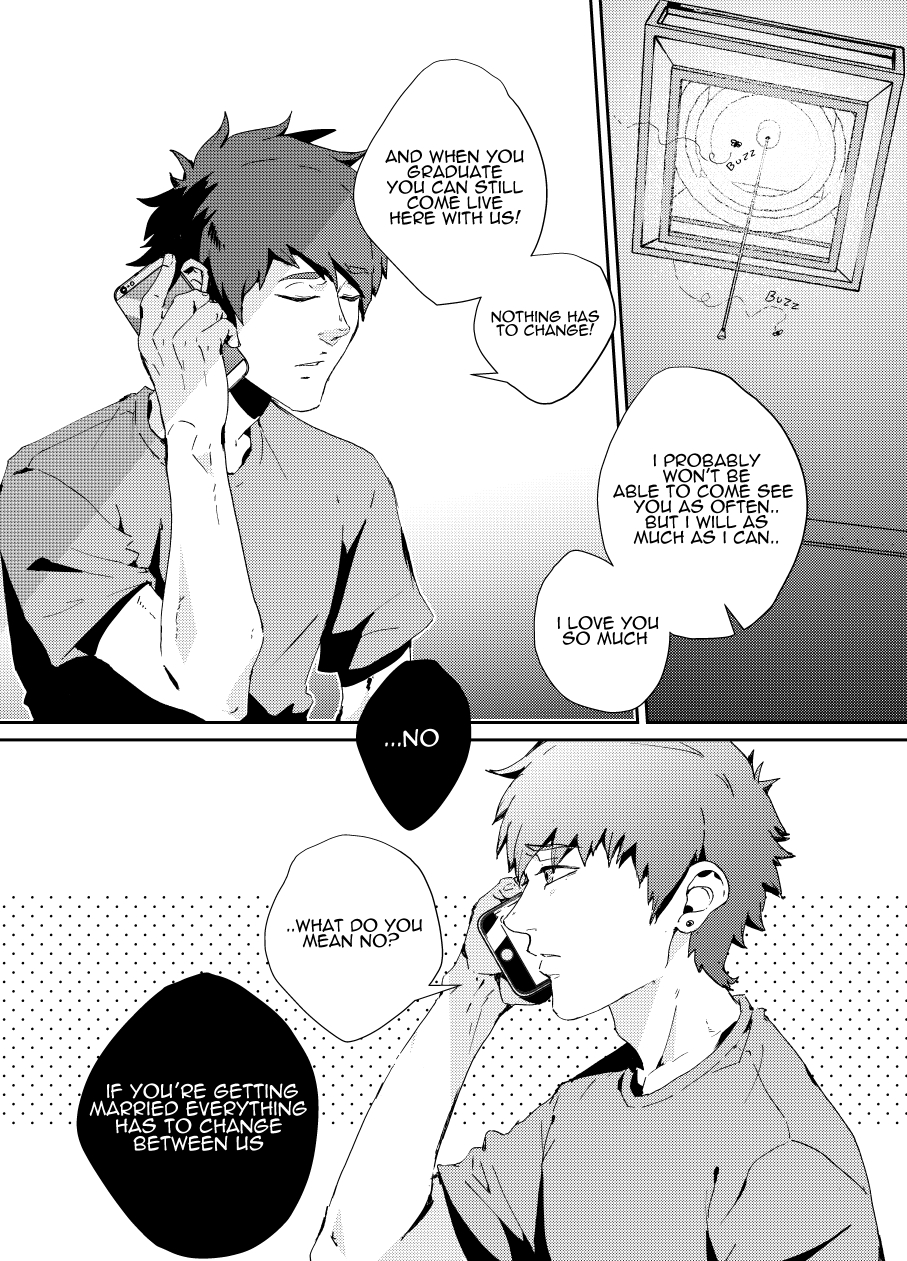 AND WHEN YOU
GRADUATE
YOU CAN STILL
COME LIVE
HERE WITH US!
NOTHING HAS
TO CHANGE!
BUZZ
BUZZ
I PROBABLY
WON'T BE
ABLE TO COME SEE
YOU AS OFTEN..
BUT I WILL AS
MUCH AS I CAN..
I LOVE YOU
SO MUCH
...NO
..WHAT DO YOU
MEAN NO?
IF YOU'RE GETTING
MARRIED EVERYTHING
HAS TO CHANGE
BETWEEN US